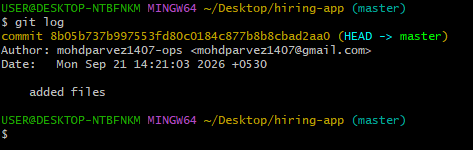 USER@DESKTOP-NTBFNKM MINGW64 ~/Desktop/hiring-app (master)
$ git log
commit 8b05b737b997553fd80c0184c877b8b8cbad2aa0 (HEAD -> master)
Author: mohdparvez1407-ops <mohdparvez1407@gmail.com>
Date:   Mon Sep 21 14:21:03 2026 +0530
    added files
USER@DESKTOP-NTBFNKM MINGW64 ~/Desktop/hiring-app (master)
$